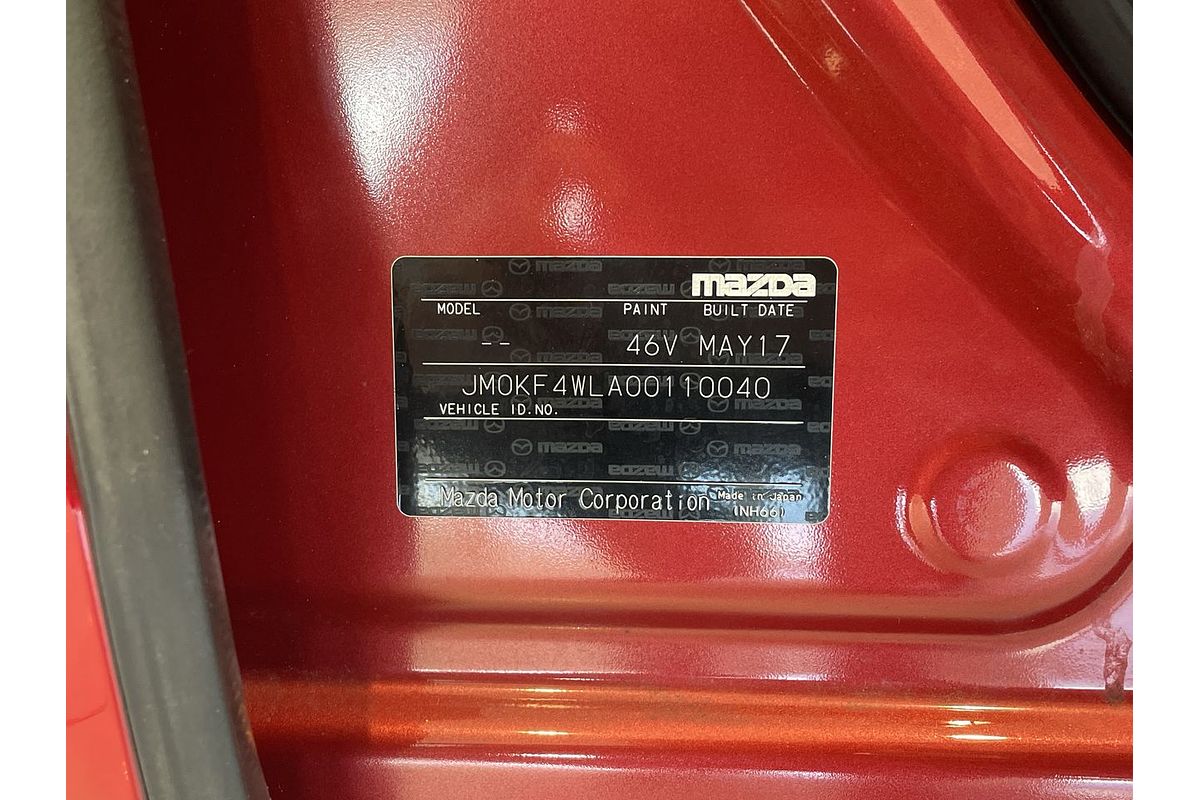 mazda
MODEL PAINT BUILT DATE
-- 46V MAY17
JM0KF4WLA00110040
VEHICLE ID.NO.
Mazda Motor Corporation Made in Japan
(NH66)